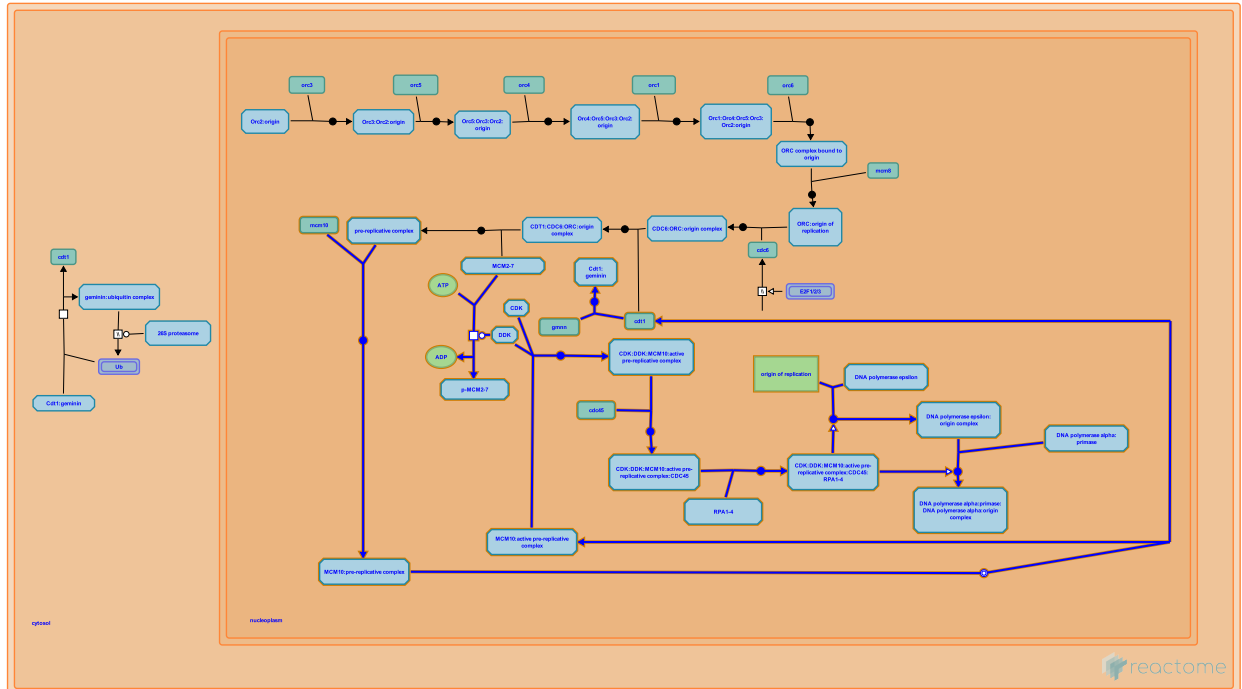 orc3
orc5
orc4
orc1
orc6
Orc2:origin
Orc3:Orc2:origin
Orc5:Orc3:Orc2:
origin
Orc4:Orc5:Orc3:Orc2:
origin
Orc1:Orc4:Orc5:Orc3:
Orc2:origin
ORC complex bound to
origin
mcm8
mcm10
pre-replicative complex
CDT1:CDC6:ORC:origin
complex
CDC6:ORC:origin complex
ORC:origin of
replication
cdc6
cdt1
MCM2-7
Cdt1:
geminin
E2F1/2/3
ATP
geminin:ubiquitin complex
CDK
gmnn
cdt1
26S proteasome
DDK
ADP
CDK:DDK:MCM10:active
pre-replicative complex
Ub
origin of replication
DNA polymerase epsilon
p-MCM2-7
Cdt1:geminin
cdc45
DNA polymerase epsilon:
origin complex
DNA polymerase alpha:
primase
CDK:DDK:MCM10:active pre-
replicative complex:CDC45
CDK:DDK:MCM10:active pre-
replicative complex:CDC45:
RPA1-4
RPA1-4
DNA polymerase alpha:primase:
DNA polymerase alpha:origin
complex
MCM10:active pre-replicative
complex
MCM10:pre-replicative complex
cytosol
nucleoplasm
reactome